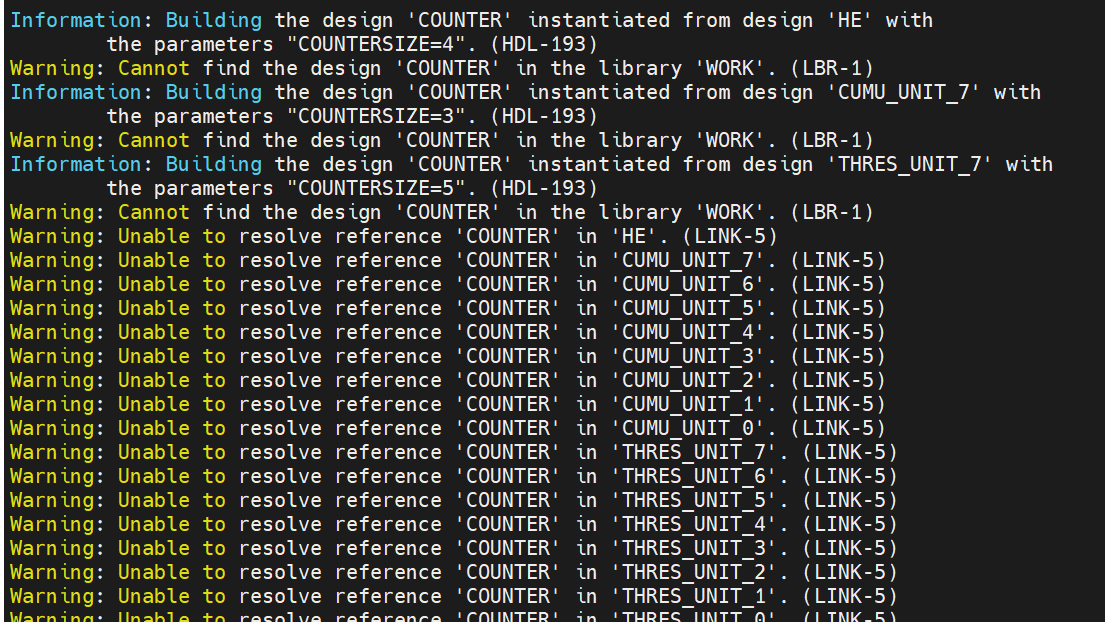 Information: Building the design 'COUNTER' instantiated from design 'HE' with
the parameters "COUNTERSIZE=4". (HDL-193)
Warning: Cannot find the design 'COUNTER' in the library 'WORK'. (LBR-1)
Information: Building the design 'COUNTER' instantiated from design 'CUMU_UNIT_7' with
the parameters "COUNTERSIZE=3". (HDL-193)
Warning: Cannot find the design 'COUNTER' in the library 'WORK'. (LBR-1)
Information: Building the design 'COUNTER' instantiated from design 'THRES_UNIT_7' with
the parameters "COUNTERSIZE=5". (HDL-193)
Warning: Cannot find the design 'COUNTER' in the library 'WORK'. (LBR-1)
Warning: Unable to resolve reference 'COUNTER' in 'HE'. (LINK-5)
Warning: Unable to resolve reference 'COUNTER' in 'CUMU_UNIT_7'. (LINK-5)
Warning: Unable to resolve reference 'COUNTER' in 'CUMU_UNIT_6'. (LINK-5)
Warning: Unable to resolve reference 'COUNTER' in 'CUMU_UNIT_5'. (LINK-5)
Warning: Unable to resolve reference 'COUNTER' in 'CUMU_UNIT_4'. (LINK-5)
Warning: Unable to resolve reference 'COUNTER' in 'CUMU_UNIT_3'. (LINK-5)
Warning: Unable to resolve reference 'COUNTER' in 'CUMU_UNIT_2'. (LINK-5)
Warning: Unable to resolve reference 'COUNTER' in 'CUMU_UNIT_1'. (LINK-5)
Warning: Unable to resolve reference 'COUNTER' in 'CUMU_UNIT_0'. (LINK-5)
Warning: Unable to resolve reference 'COUNTER' in 'THRES_UNIT_7'. (LINK-5)
Warning: Unable to resolve reference 'COUNTER' in 'THRES_UNIT_6'. (LINK-5)
Warning: Unable to resolve reference 'COUNTER' in 'THRES_UNIT_5'. (LINK-5)
Warning: Unable to resolve reference 'COUNTER' in 'THRES_UNIT_4'. (LINK-5)
Warning: Unable to resolve reference 'COUNTER' in 'THRES_UNIT_3'. (LINK-5)
Warning: Unable to resolve reference 'COUNTER' in 'THRES_UNIT_2'. (LINK-5)
Warning: Unable to resolve reference 'COUNTER' in 'THRES_UNIT_1'. (LINK-5)
Warning: Unable to resolve reference 'COUNTER' in 'THRES_UNIT_0'. (LINK-5)